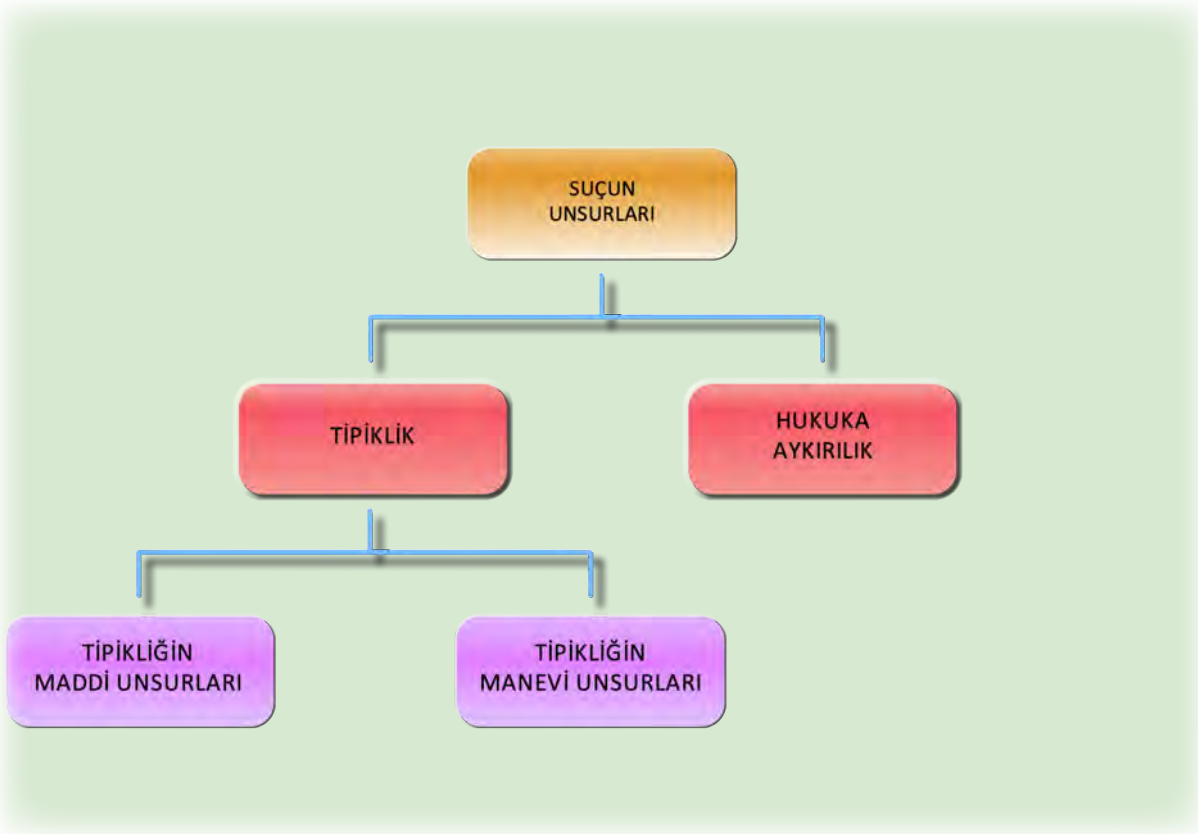 SUÇUN
UNSURLARI
TİPİKLİK
HUKUKA
AYKIRILIK
TİPİKLİĞİN
MADDİ UNSURLARI
TİPİKLİĞİN
MANEVİ UNSURLARI